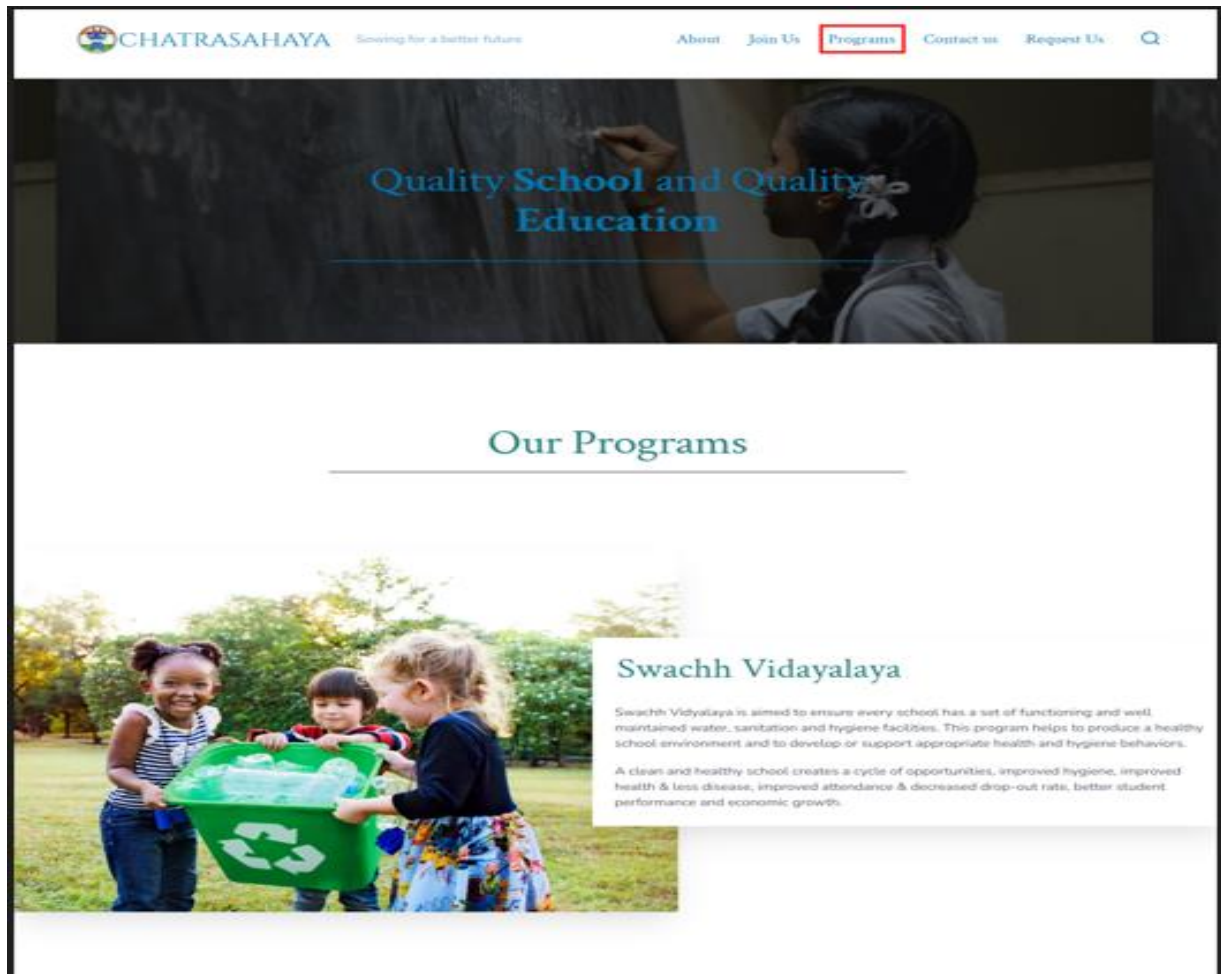 CHATRASAHAYA Sowing for a better future About Join Us Programs Contact us Request Us
Quality School and Quality
Education
Our Programs
Swachh Vidayalaya
Swachh Vidyalaya is aimed to ensure every school has a set of functioning and well
maintained water, sanitation and hygiene facilities. This program helps to produce a healthy
school environment and to develop or support appropriate health and hygiene behaviors.
A clean and healthy school creates a cycle of opportunities, improved hygiene, improved
health & less disease, improved attendance & decreased drop-out rate, better student
performance and economic growth.